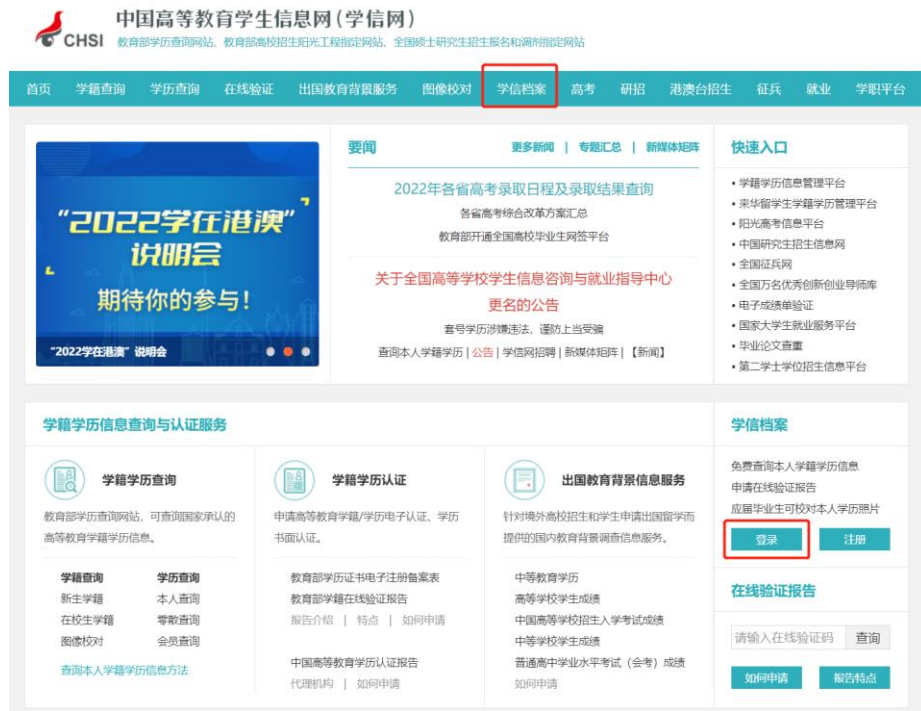 中国高等教育学生信息网(学信网)
CHSI 教育部学历查询网站、教育部高校招生阳光工程指定网站、全国硕士研究生招生报名和调剂指定网站
首页 学籍查询 学历查询 在线验证 出国教育背景服务 图像校对 学信档案 高考 研招 港澳台招生 征兵 就业 学职平台
“2022学在港澳”
说明会
期待你的参与!
“2022学在港澳”说明会
要闻 更多新闻 | 专题汇总 | 新媒体矩阵
2022年各省高考录取日程及录取结果查询
各省高考综合改革方案汇总
教育部开通全国高校毕业生网签平台
关于全国高等学校学生信息咨询与就业指导中心
更名的公告
套号学历涉嫌违法,谨防上当受骗
查询本人学籍学历 | 公告 | 学信网招聘 | 新媒体矩阵 | 【新闻】
快速入口
• 学籍学历信息管理平台
• 来华留学生学籍学历管理平台
• 阳光高考信息平台
• 中国研究生招生信息网
• 全国征兵网
• 全国万名优秀创新创业导师库
• 电子成绩单验证
• 国家大学生就业服务平台
• 毕业论文查重
• 第二学士学位招生信息平台
学籍学历信息查询与认证服务
学籍学历查询
教育部学历查询网站,可查询国家承认的
高等教育学籍学历信息。
学籍查询 学历查询
新生学籍 本人查询
在校生学籍 零散查询
图像校对 会员查询
查询本人学籍学历信息方法
学籍学历认证
申请高等教育学籍/学历电子认证、学历
书面认证。
教育部学历证书电子注册备案表
教育部学籍在线验证报告
报告介绍 | 特点 | 如何申请
中国高等教育学历认证报告
代理机构 | 如何申请
出国教育背景信息服务
针对境外高校招生和学生申请出国留学而
提供的国内教育背景调查信息服务。
中等教育学历
高等学校学生成绩
中国高等学校招生入学考试成绩
中等学校学生成绩
普通高中学业水平考试(会考)成绩
如何申请
学信档案
免费查询本人学籍学历信息
申请在线验证报告
应届毕业生可校对本人学历照片
登录 注册
在线验证报告
请输入在线验证码 查询
如何申请 报告特点